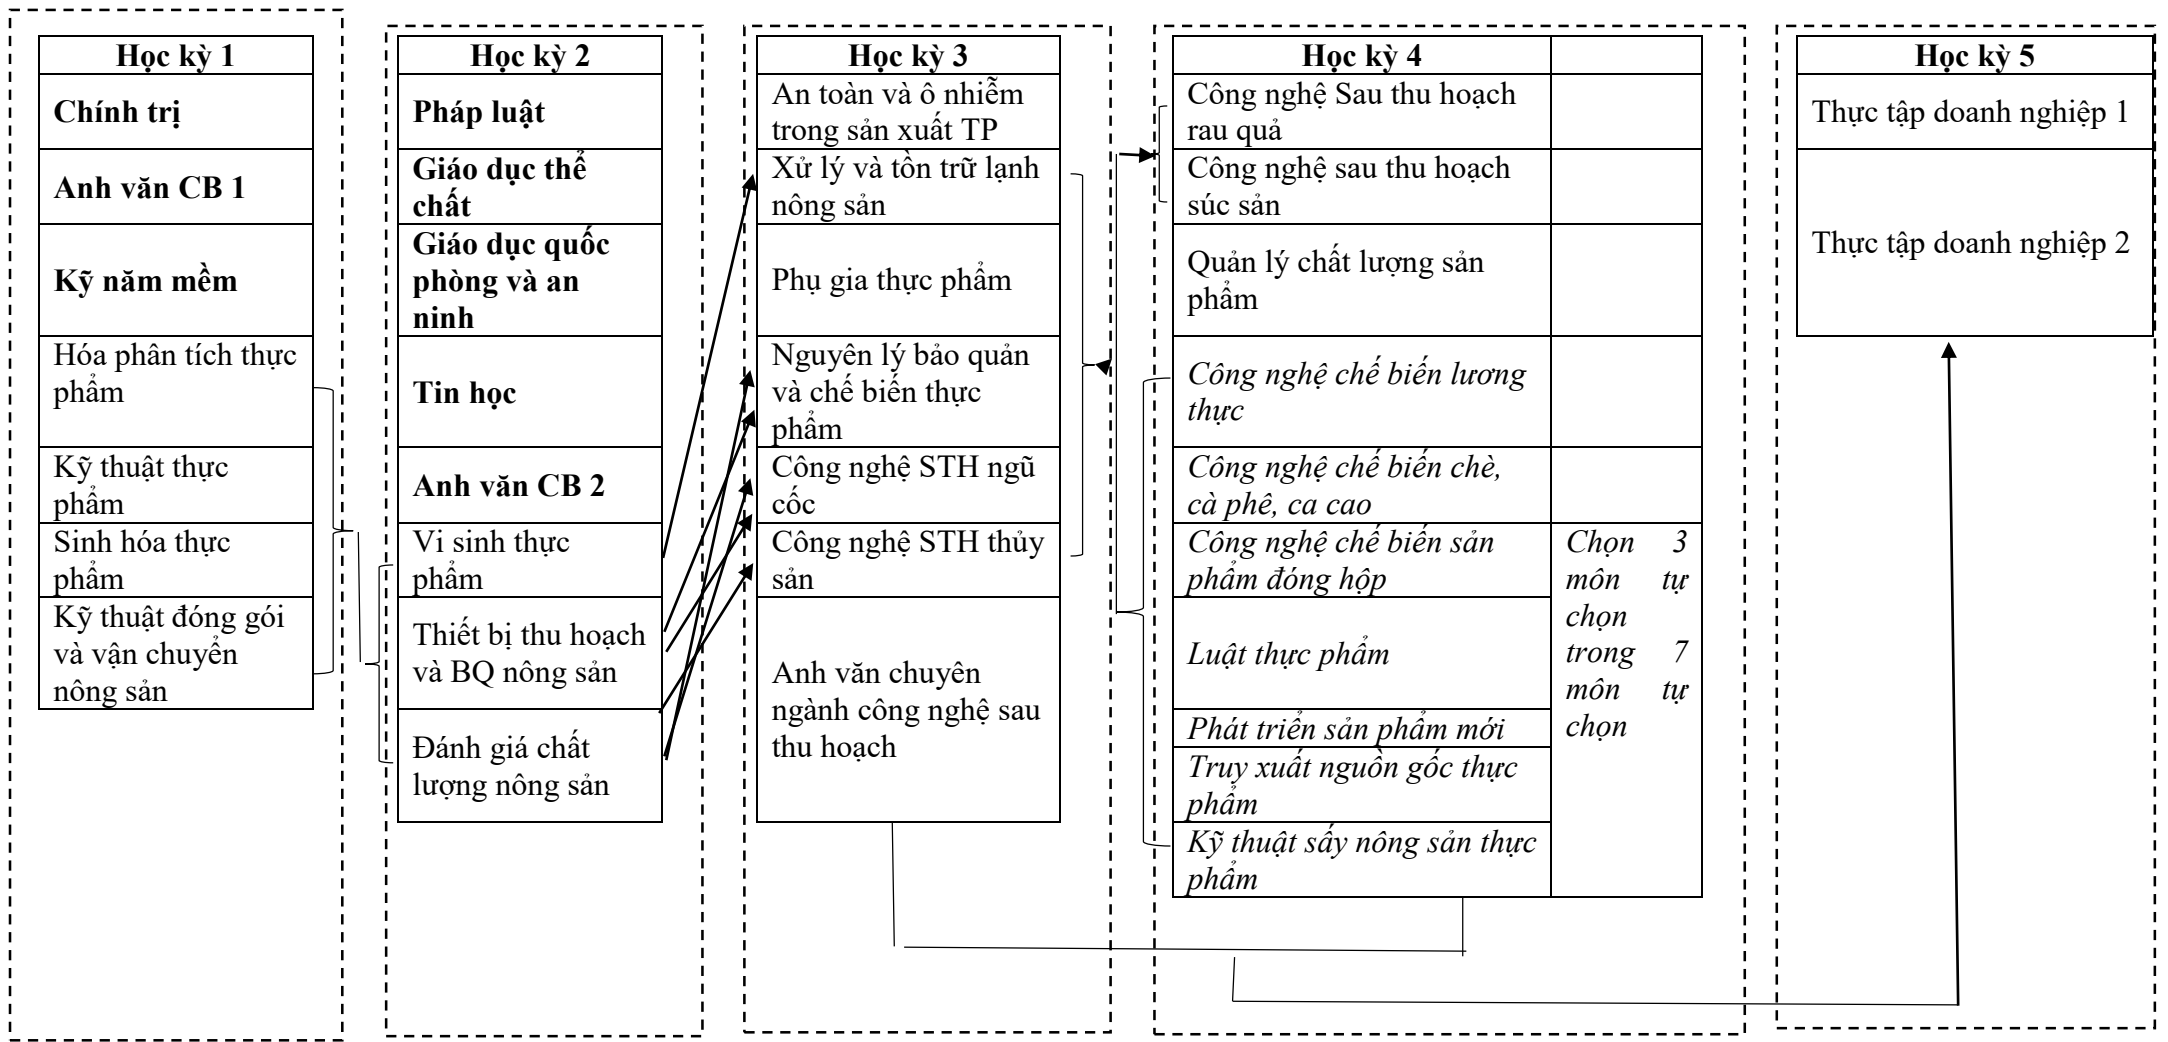 Học kỳ 1
Chính trị
Anh văn CB 1
Kỹ năm mềm
Hóa phân tích thực
phẩm
Kỹ thuật thực
phẩm
Sinh hóa thực
phẩm
Kỹ thuật đóng gói
và vận chuyển
nông sản
Học kỳ 2
Pháp luật
Giáo dục thể
chất
Giáo dục quốc
phòng và an
ninh
Tin học
Anh văn CB 2
Vi sinh thực
phẩm
Thiết bị thu hoạch
và BQ nông sản
Đánh giá chất
lượng nông sản
Học kỳ 3
An toàn và ô nhiễm
trong sản xuất TP
Xử lý và tồn trữ lạnh
nông sản
Phụ gia thực phẩm
Nguyên lý bảo quản
và chế biến thực
phẩm
Công nghệ STH ngũ
cốc
Công nghệ STH thủy
sản
Anh văn chuyên
ngành công nghệ sau
thu hoạch
Học kỳ 4
Công nghệ Sau thu hoạch
rau quả
Công nghệ sau thu hoạch
súc sản
Quản lý chất lượng sản
phẩm
Công nghệ chế biến lương
thực
Công nghệ chế biến chè,
cà phê, ca cao
Công nghệ chế biến sản
phẩm đóng hộp
Luật thực phẩm
Phát triển sản phẩm mới
Truy xuất nguồn gốc thực
phẩm
Kỹ thuật sấy nông sản thực
phẩm
Chọn 3
môn tự
chọn
trong 7
môn tự
chọn
Học kỳ 5
Thực tập doanh nghiệp 1
Thực tập doanh nghiệp 2